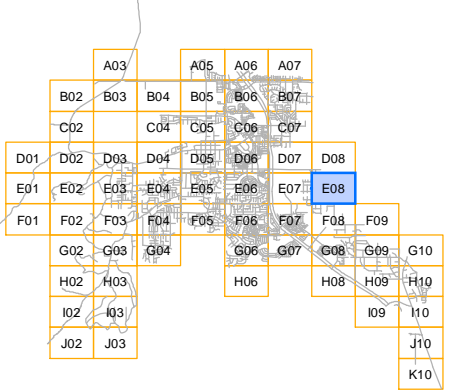 A03 A05 A06 A07
B02 B03 B04 B05 B06 B07
C02 C04 C05 C06 C07
D01 D02 D03 D04 D05 D06 D07 D08
E01 E02 E03 E04 E05 E06 E07 E08
F01 F02 F03 F04 F05 F06 F07 F08 F09
G02 G03 G04 G06 G07 G08 G09 G10
H02 H03 H06 H08 H09 H10
I02 I03 I09 I10
J02 J03 J10
K10